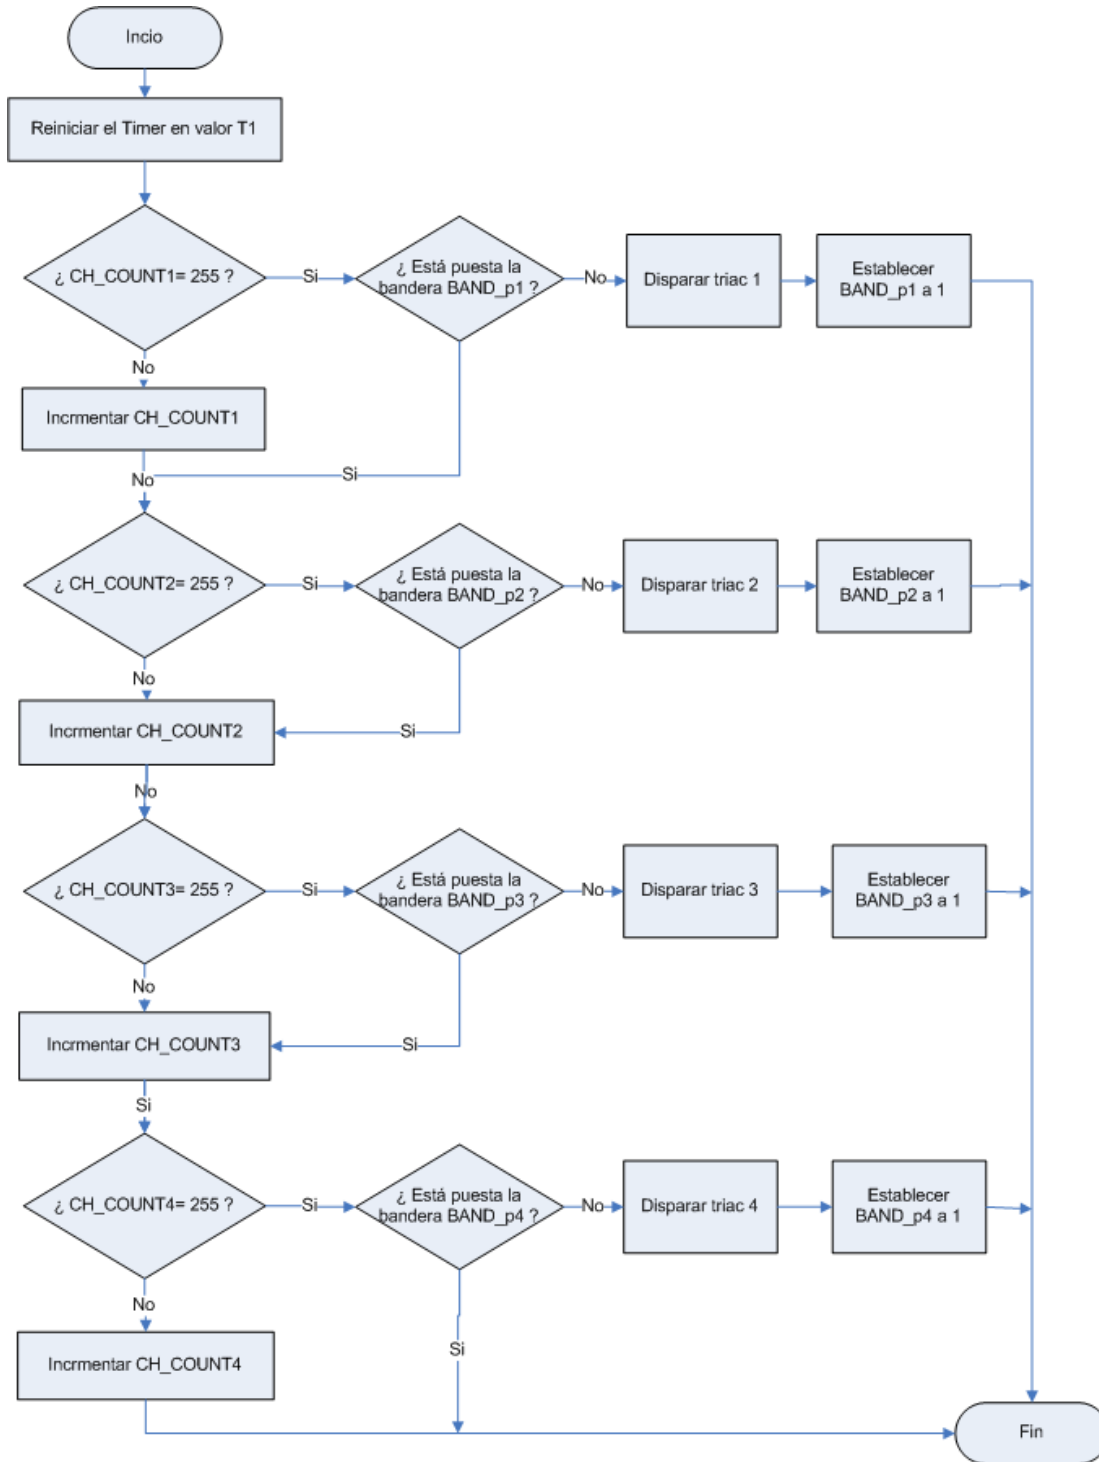 Incio
Reiniciar el Timer en valor T1
¿ CH_COUNT1= 255 ?
Si
¿ Está puesta la
bandera BAND_p1 ?
No
Disparar triac 1
Establecer
BAND_p1 a 1
No
Incrmentar CH_COUNT1
Si
No
¿ CH_COUNT2= 255 ?
Si
¿ Está puesta la
bandera BAND_p2 ?
No
Disparar triac 2
Establecer
BAND_p2 a 1
No
Incrmentar CH_COUNT2
Si
No
¿ CH_COUNT3= 255 ?
Si
¿ Está puesta la
bandera BAND_p3 ?
No
Disparar triac 3
Establecer
BAND_p3 a 1
No
Incrmentar CH_COUNT3
Si
Si
¿ CH_COUNT4= 255 ?
Si
¿ Está puesta la
bandera BAND_p4 ?
No
Disparar triac 4
Establecer
BAND_p4 a 1
No
Incrmentar CH_COUNT4
Si
Fin